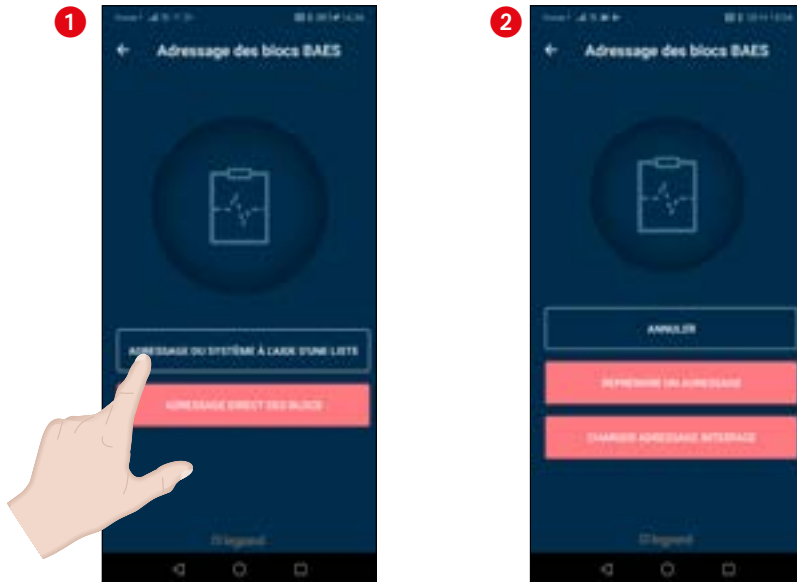 1
Adressage des blocs BAES
ADRESSAGE DU SYSTÈME À L'AIDE D'UNE LISTE
ADRESSAGE DIRECT DES BLOCS
legrand
2
Adressage des blocs BAES
ANNULER
REPRENDRE UN ADRESSAGE
CHARGER ADRESSAGE INTERFACE
legrand